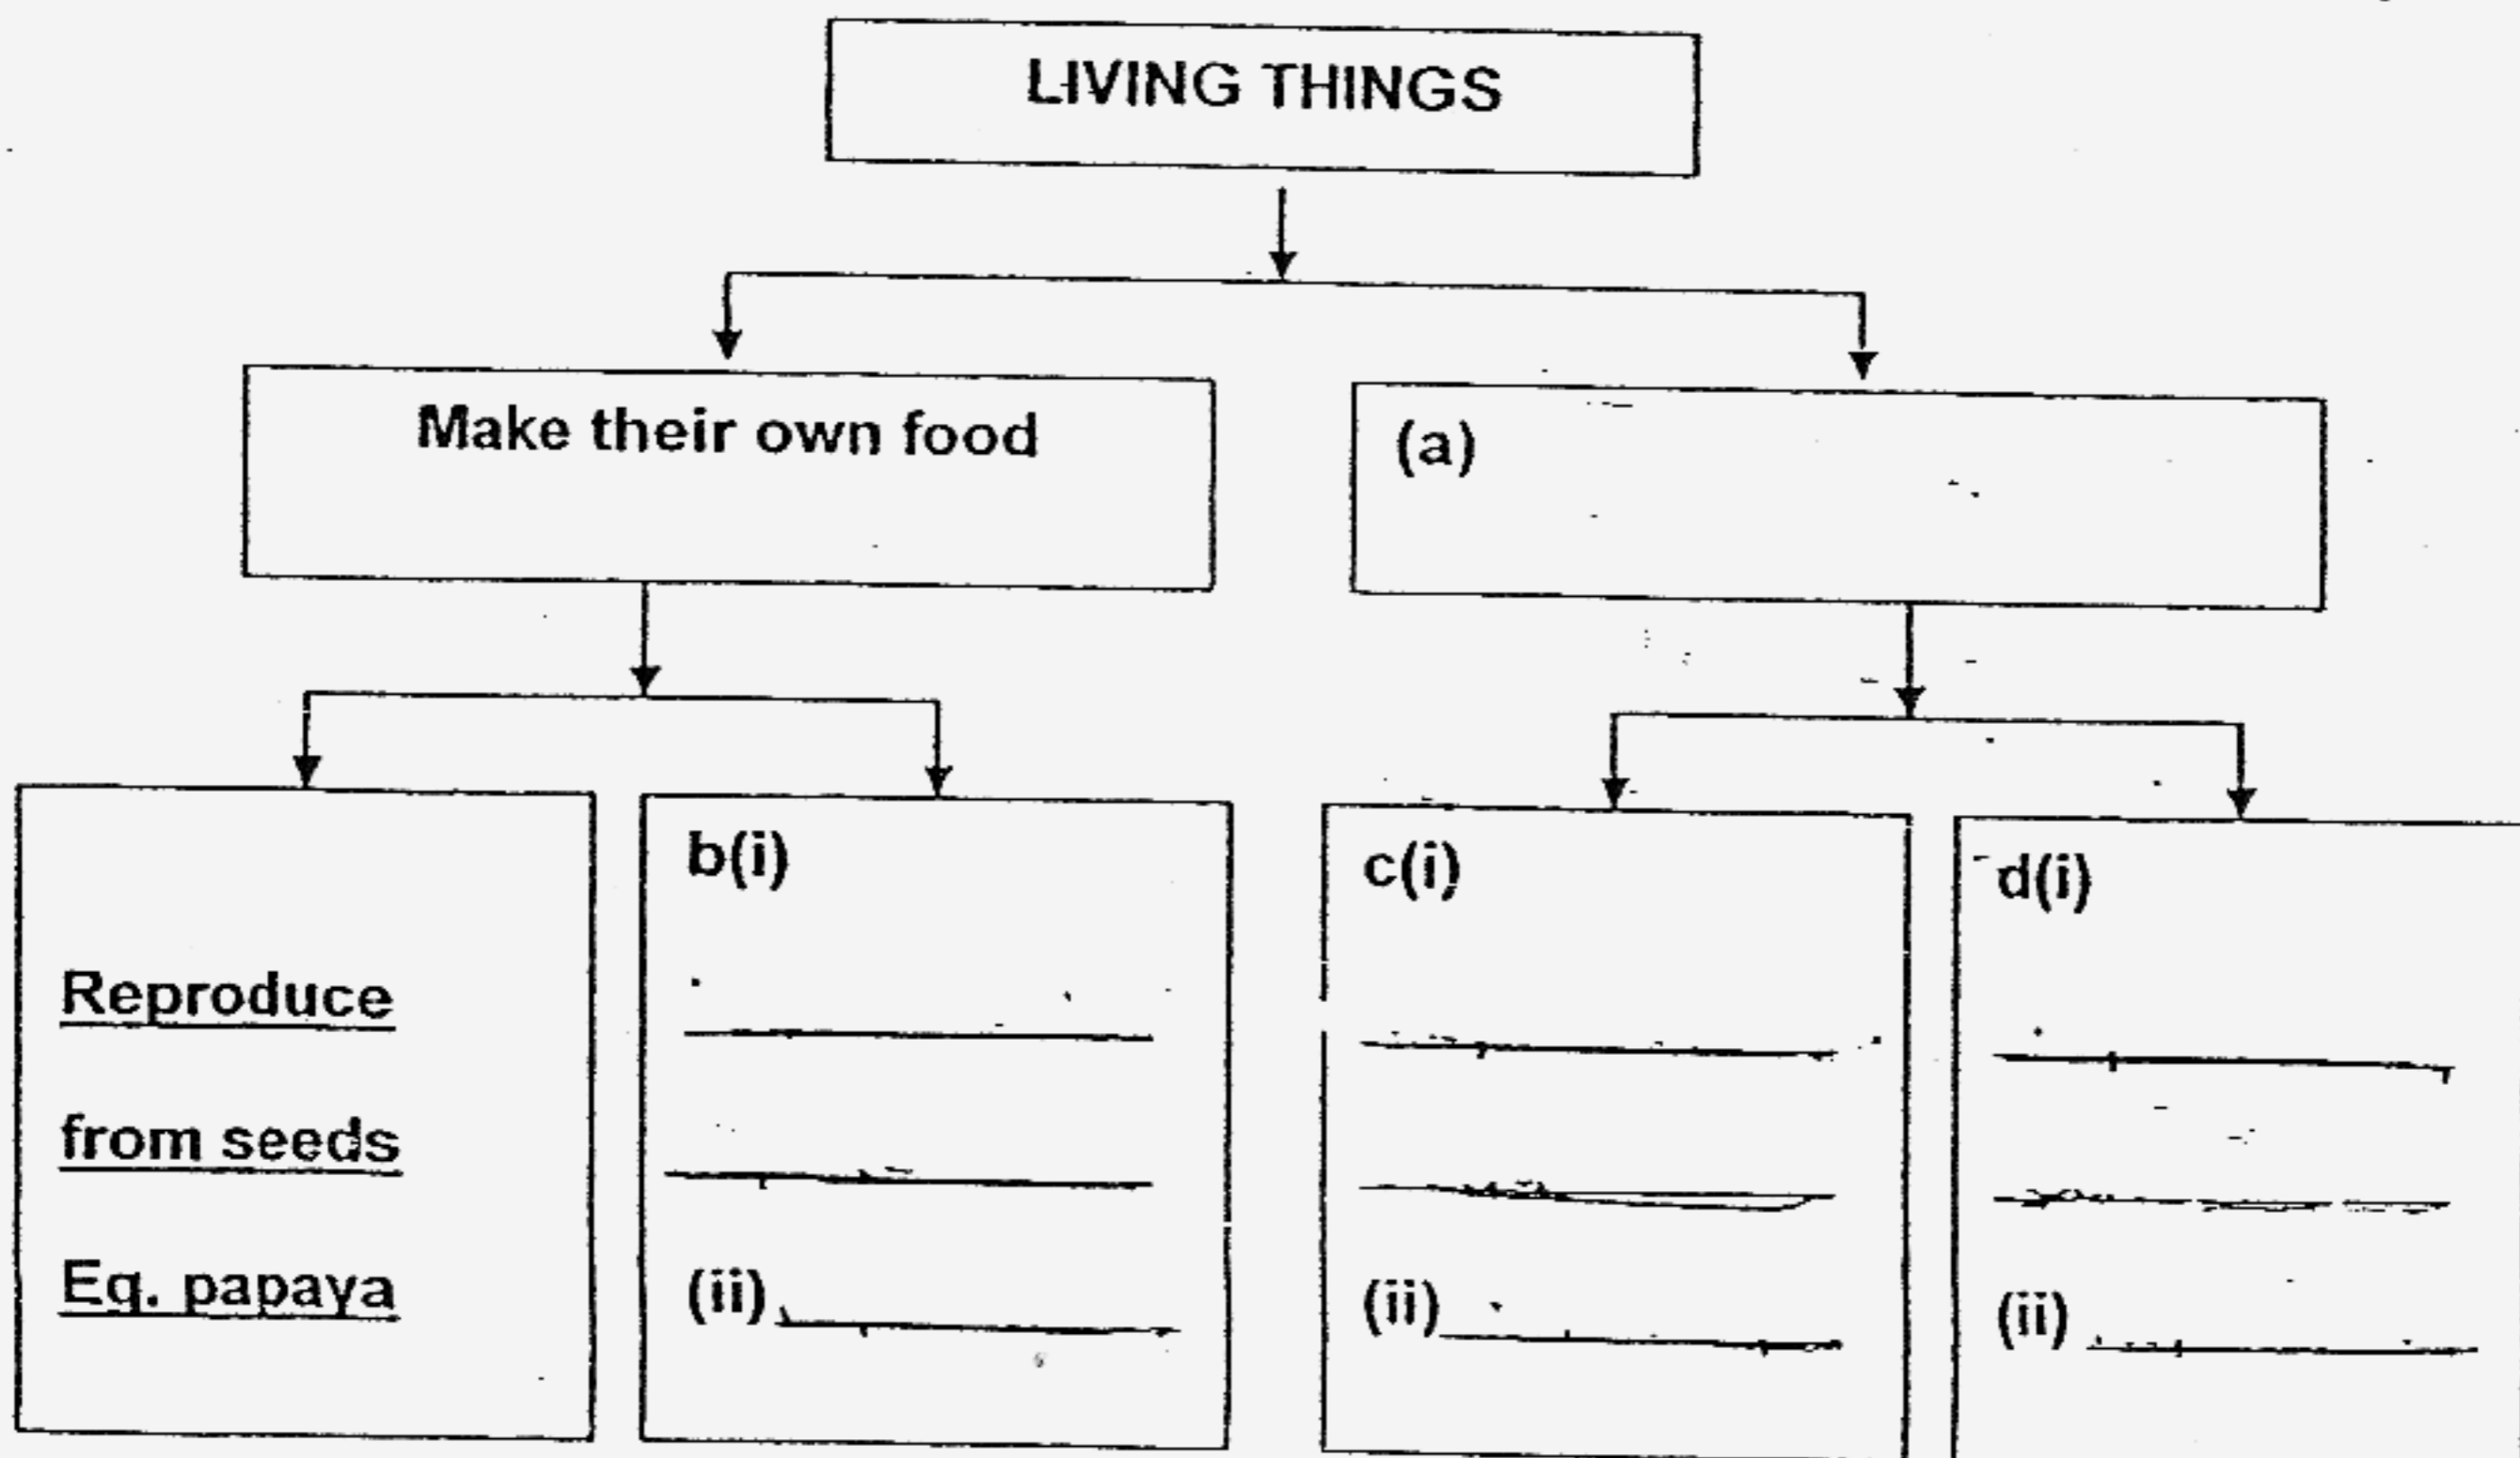 LIVING THINGS
Make their own food
(a)
Reproduce
from seeds
Eg. papaya
b(i)
(ii)
c(i)
(ii)
d(i)
(ii)